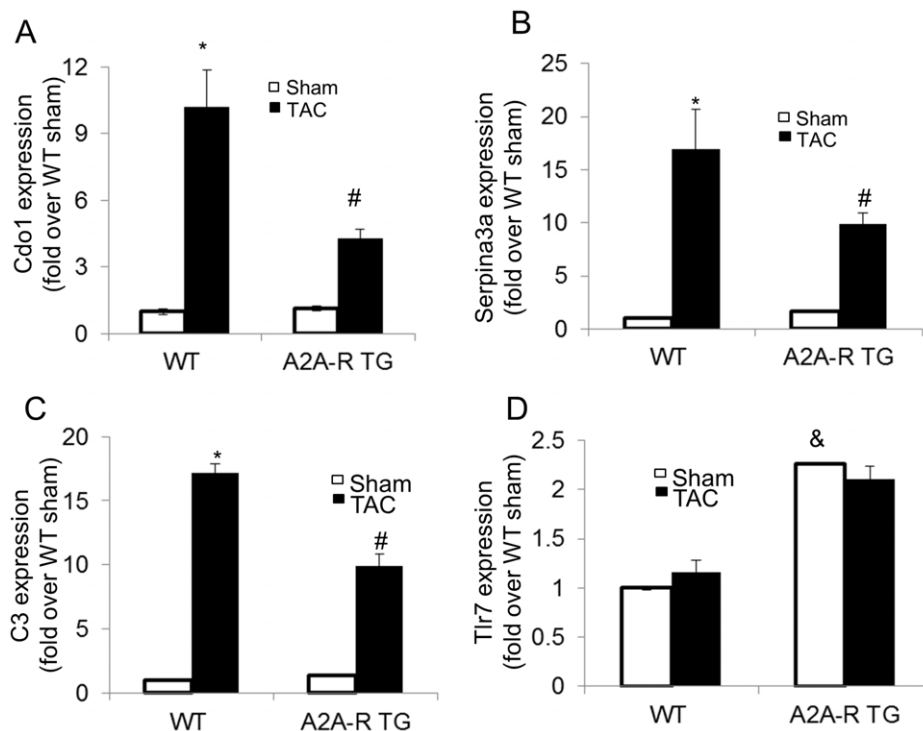 A
Cdo1 expression
(fold over WT sham)
12
9
6
3
0
*
#
Sham
TAC
WT
A2A-R TG
B
Serpina3a expression
(fold over WT sham)
25
20
15
10
5
0
*
#
Sham
TAC
WT
A2A-R TG
C
C3 expression
(fold over WT sham)
20
15
10
5
0
*
#
Sham
TAC
WT
A2A-R TG
D
Tlr7 expression
(fold over WT sham)
2.5
2
1.5
1
0.5
0
&
Sham
TAC
WT
A2A-R TG